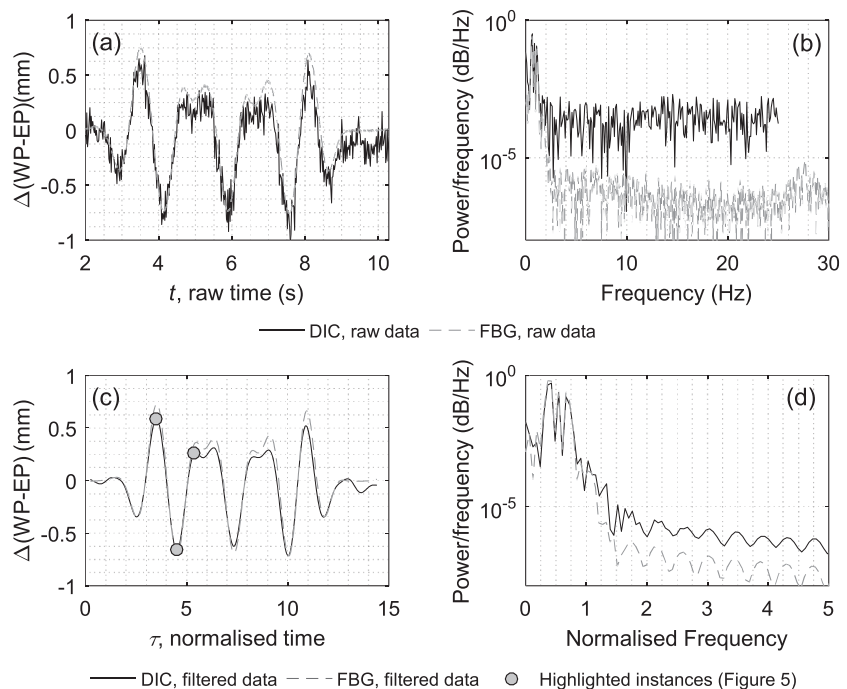 (a)
Δ(WP-EP)(mm)
1
0.5
0
-0.5
-1
2 4 6 8 10
t, raw time (s)
(b)
Power/frequency (dB/Hz)
10^0
10^-5
0 10 20 30
Frequency (Hz)
DIC, raw data FBG, raw data
(c)
Δ(WP-EP) (mm)
1
0.5
0
-0.5
-1
0 5 10 15
τ, normalised time
(d)
Power/frequency (dB/Hz)
10^0
10^-5
0 1 2 3 4 5
Normalised Frequency
DIC, filtered data FBG, filtered data Highlighted instances (Figure 5)